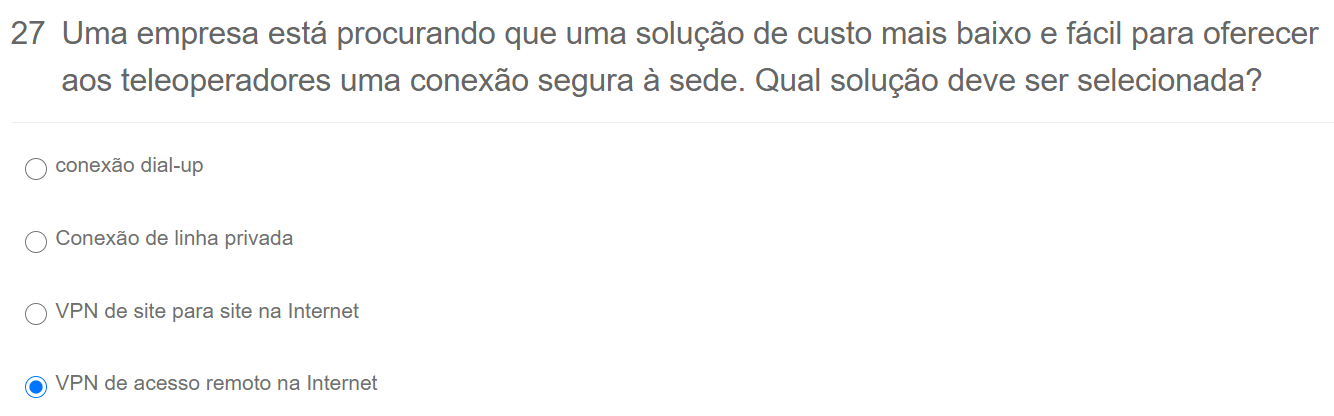 27 Uma empresa está procurando que uma solução de custo mais baixo e fácil para oferecer
aos teleoperadores uma conexão segura à sede. Qual solução deve ser selecionada?
conexão dial-up
Conexão de linha privada
VPN de site para site na Internet
VPN de acesso remoto na Internet